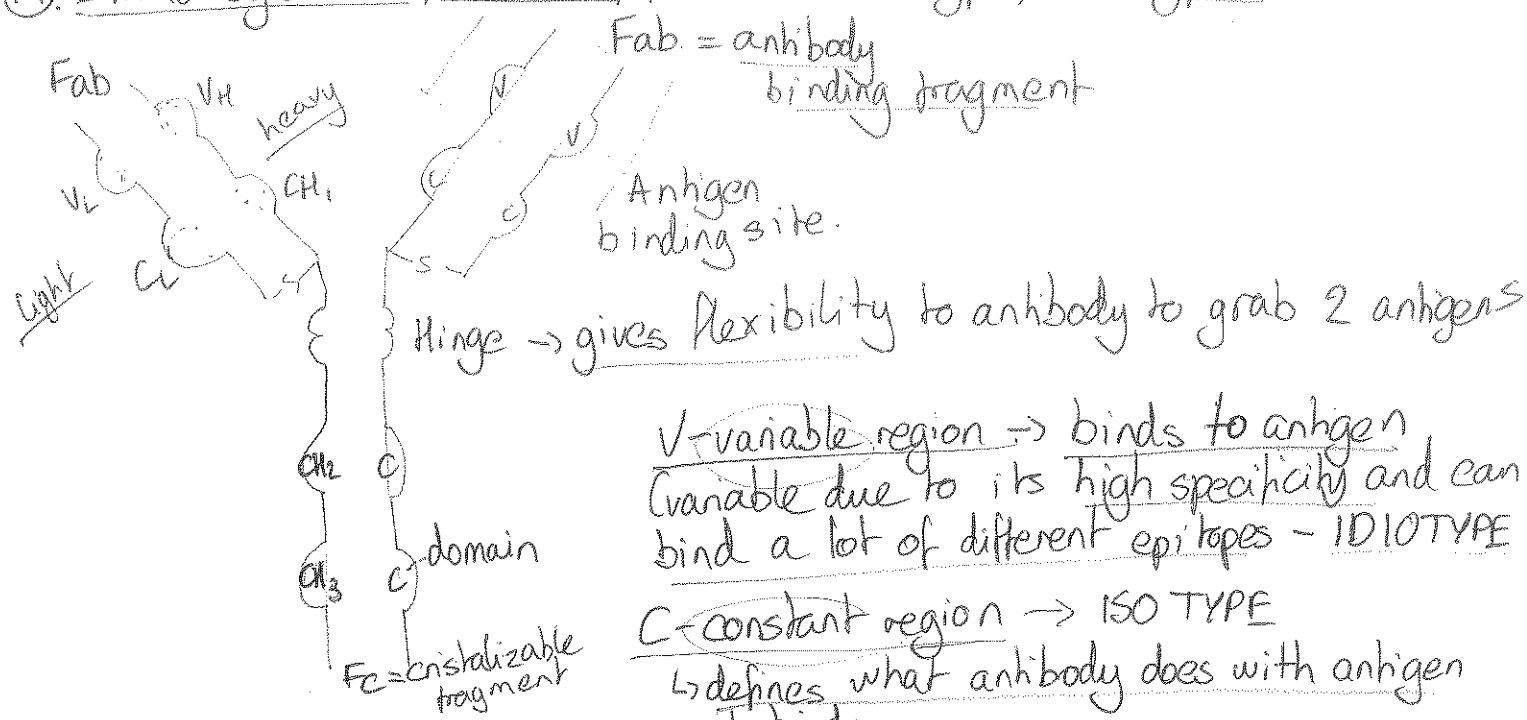 Fab = antibody
binding fragment
Fab
VH
heavy
V
V
VL
CH1
C
C
Antigen
binding site.
CL
light
S
S
Hinge → gives flexibility to antibody to grab 2 antigens
V-variable region → binds to antigen
(variable due to its high specificity and can
bind a lot of different epitopes - IDIOTYPE
CH2
C
domain
CH3
C
C-constant region → ISOTYPE
↳ defines what antibody does with antigen
Fc = cristalizable
fragment